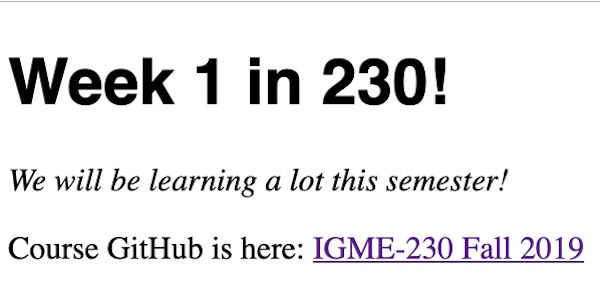 Week 1 in 230!
We will be learning a lot this semester!
Course GitHub is here: IGME-230 Fall 2019